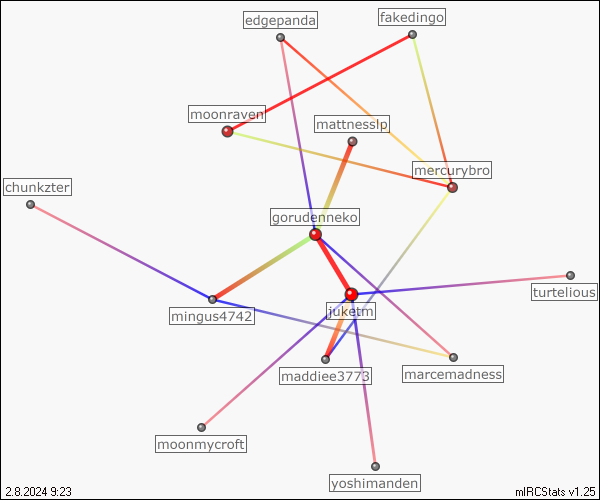 edgepanda
fakedingo
moonraven
mattnesslp
mercurybro
chunkzter
gorudenneko
turtelious
mingus4742
juketm
maddiee3773
marcemadness
moonmycroft
yoshimanden
2.8.2024 9:23
mIRCStats v1.25